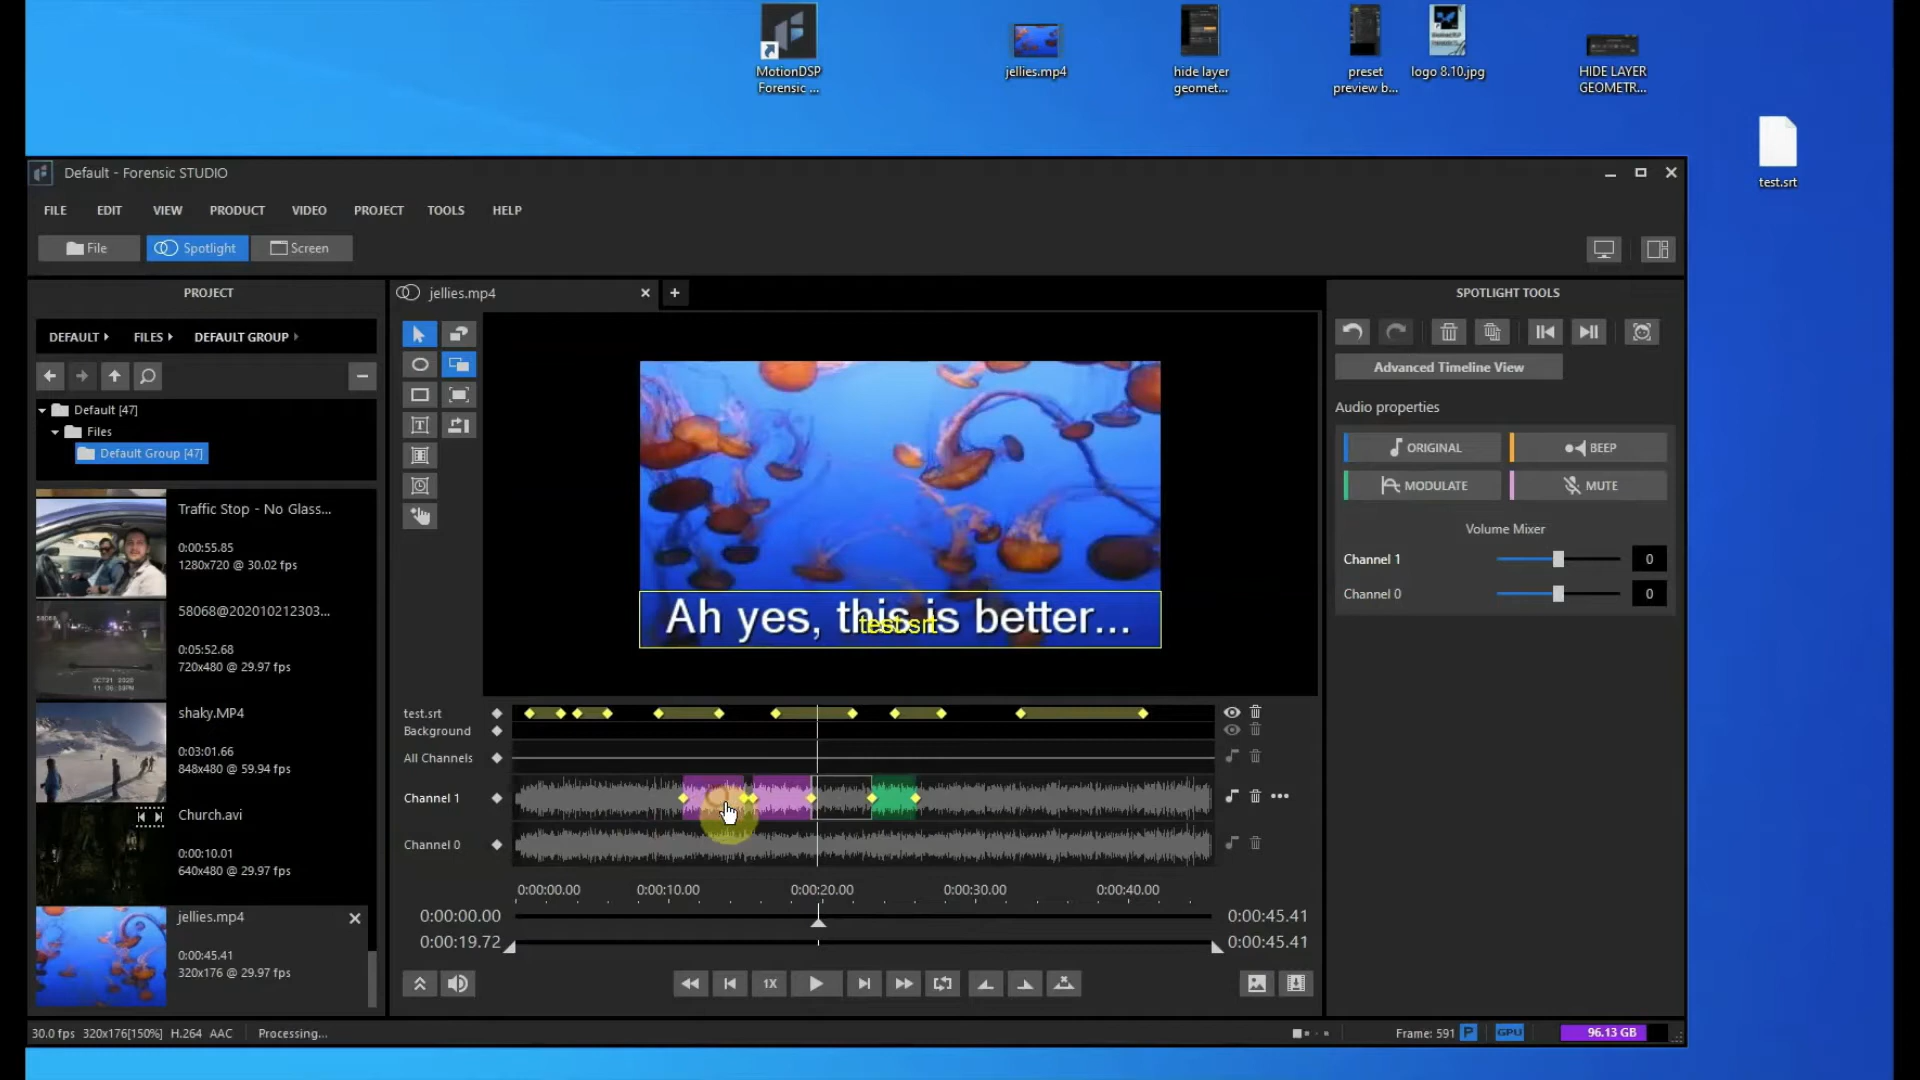 MotionDSP
Forensic ...
jellies.mp4
hide layer
geomet...
preset
preview b...
logo 8.10.jpg
HIDE LAYER
GEOMETR...
test.srt
Default - Forensic STUDIO
FILE EDIT VIEW PRODUCT VIDEO PROJECT TOOLS HELP
File Spotlight Screen
PROJECT
jellies.mp4
SPOTLIGHT TOOLS
DEFAULT FILES DEFAULT GROUP
Advanced Timeline View
Default [47]
Files
Default Group [47]
Audio properties
ORIGINAL BEEP
MODULATE MUTE
Volume Mixer
Channel 1 0
Channel 0 0
Traffic Stop - No Glass...
0:00:55.85
1280x720 @ 30.02 fps
58068@202010212303...
0:05:52.68
720x480 @ 29.97 fps
shaky.MP4
0:03:01.66
848x480 @ 59.94 fps
Church.avi
0:00:10.01
640x480 @ 29.97 fps
jellies.mp4
0:00:45.41
320x176 @ 29.97 fps
Ah yes, this is better...
test.srt
test.srt
Background
All Channels
Channel 1
Channel 0
0:00:00.00 0:00:10.00 0:00:20.00 0:00:30.00 0:00:40.00
0:00:00.00 0:00:45.41
0:00:19.72 0:00:45.41
1X
30.0 fps 320x176[150%] H.264 AAC Processing...
Frame: 591 P GPU 96.13 GB